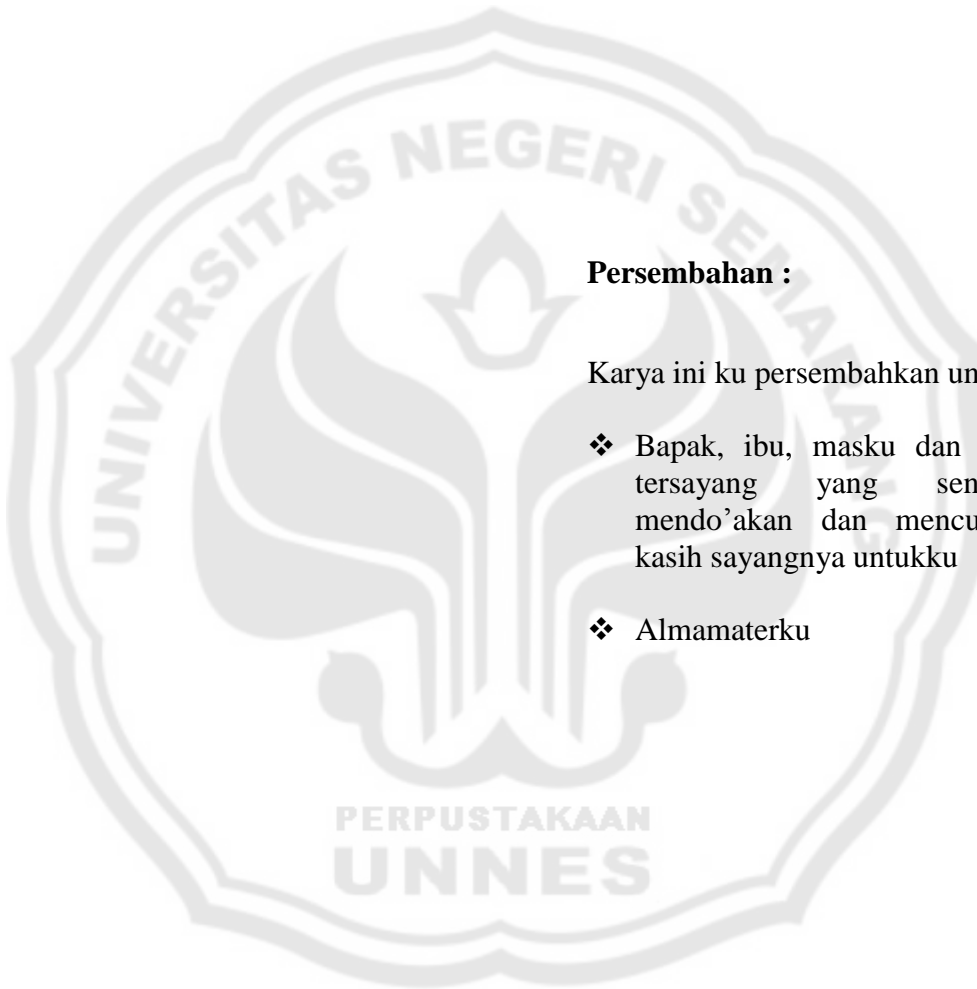 UNIVERSITAS NEGERI SEMARANG
Persembahan :
Karya ini ku persembahkan un
❖ Bapak, ibu, masku dan
tersayang yang sen
mendo’akan dan mencu
kasih sayangnya untukku
❖ Almamaterku
PERPUSTAKAAN
UNNES